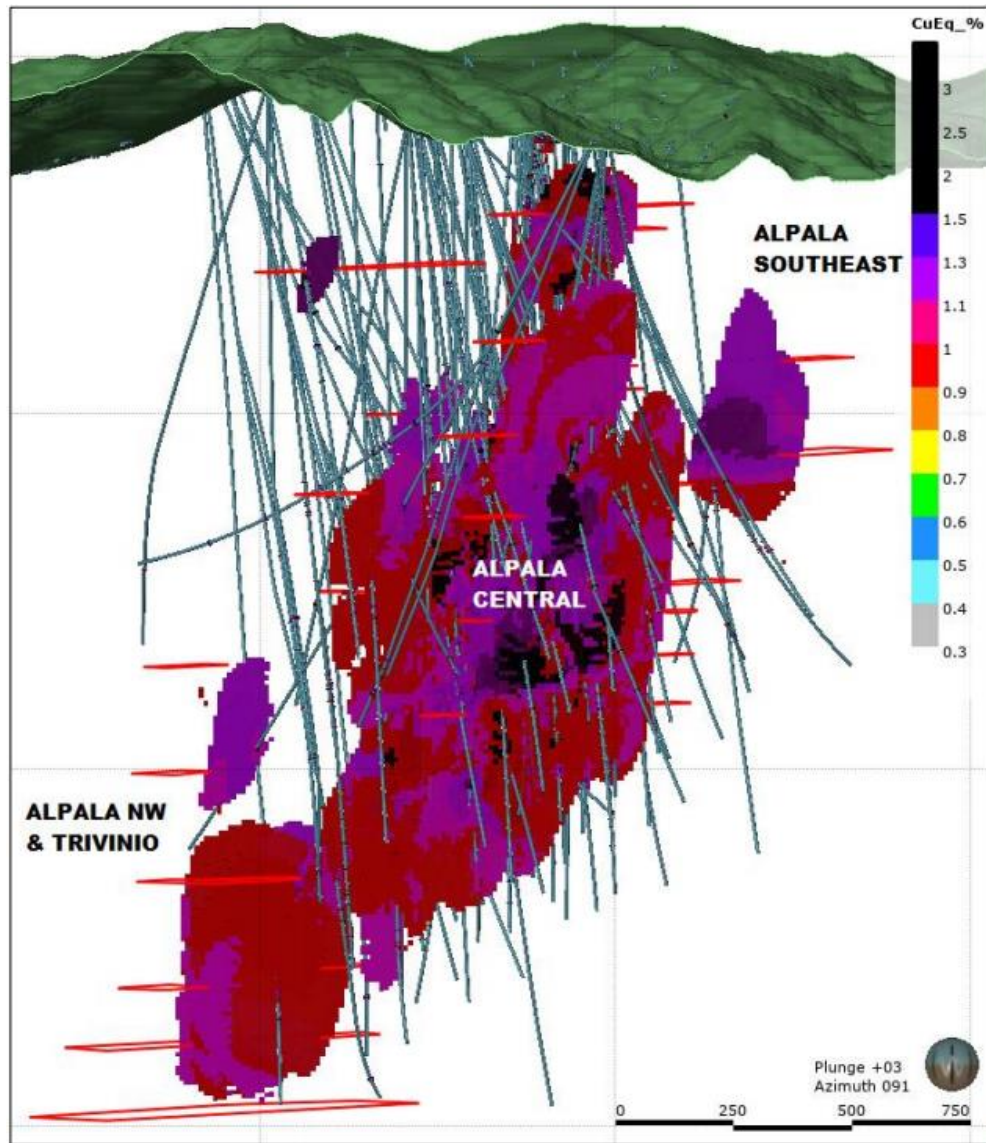 CuEq_%
3
2.5
2
1.5
1.3
1.1
1
0.9
0.8
0.7
0.6
0.5
0.4
0.3
ALPALA
SOUTHEAST
ALPALA
CENTRAL
ALPALA NW
& TRIVINIO
Plunge +03
Azimuth 091
0 250 500 750